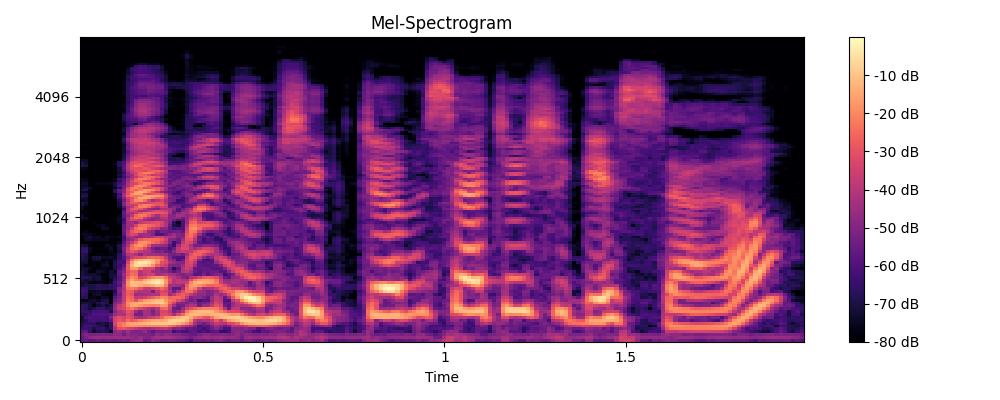 Mel-Spectrogram
Hz
4096
2048
1024
512
0
0
0.5
1
1.5
Time
-10 dB
-20 dB
-30 dB
-40 dB
-50 dB
-60 dB
-70 dB
-80 dB